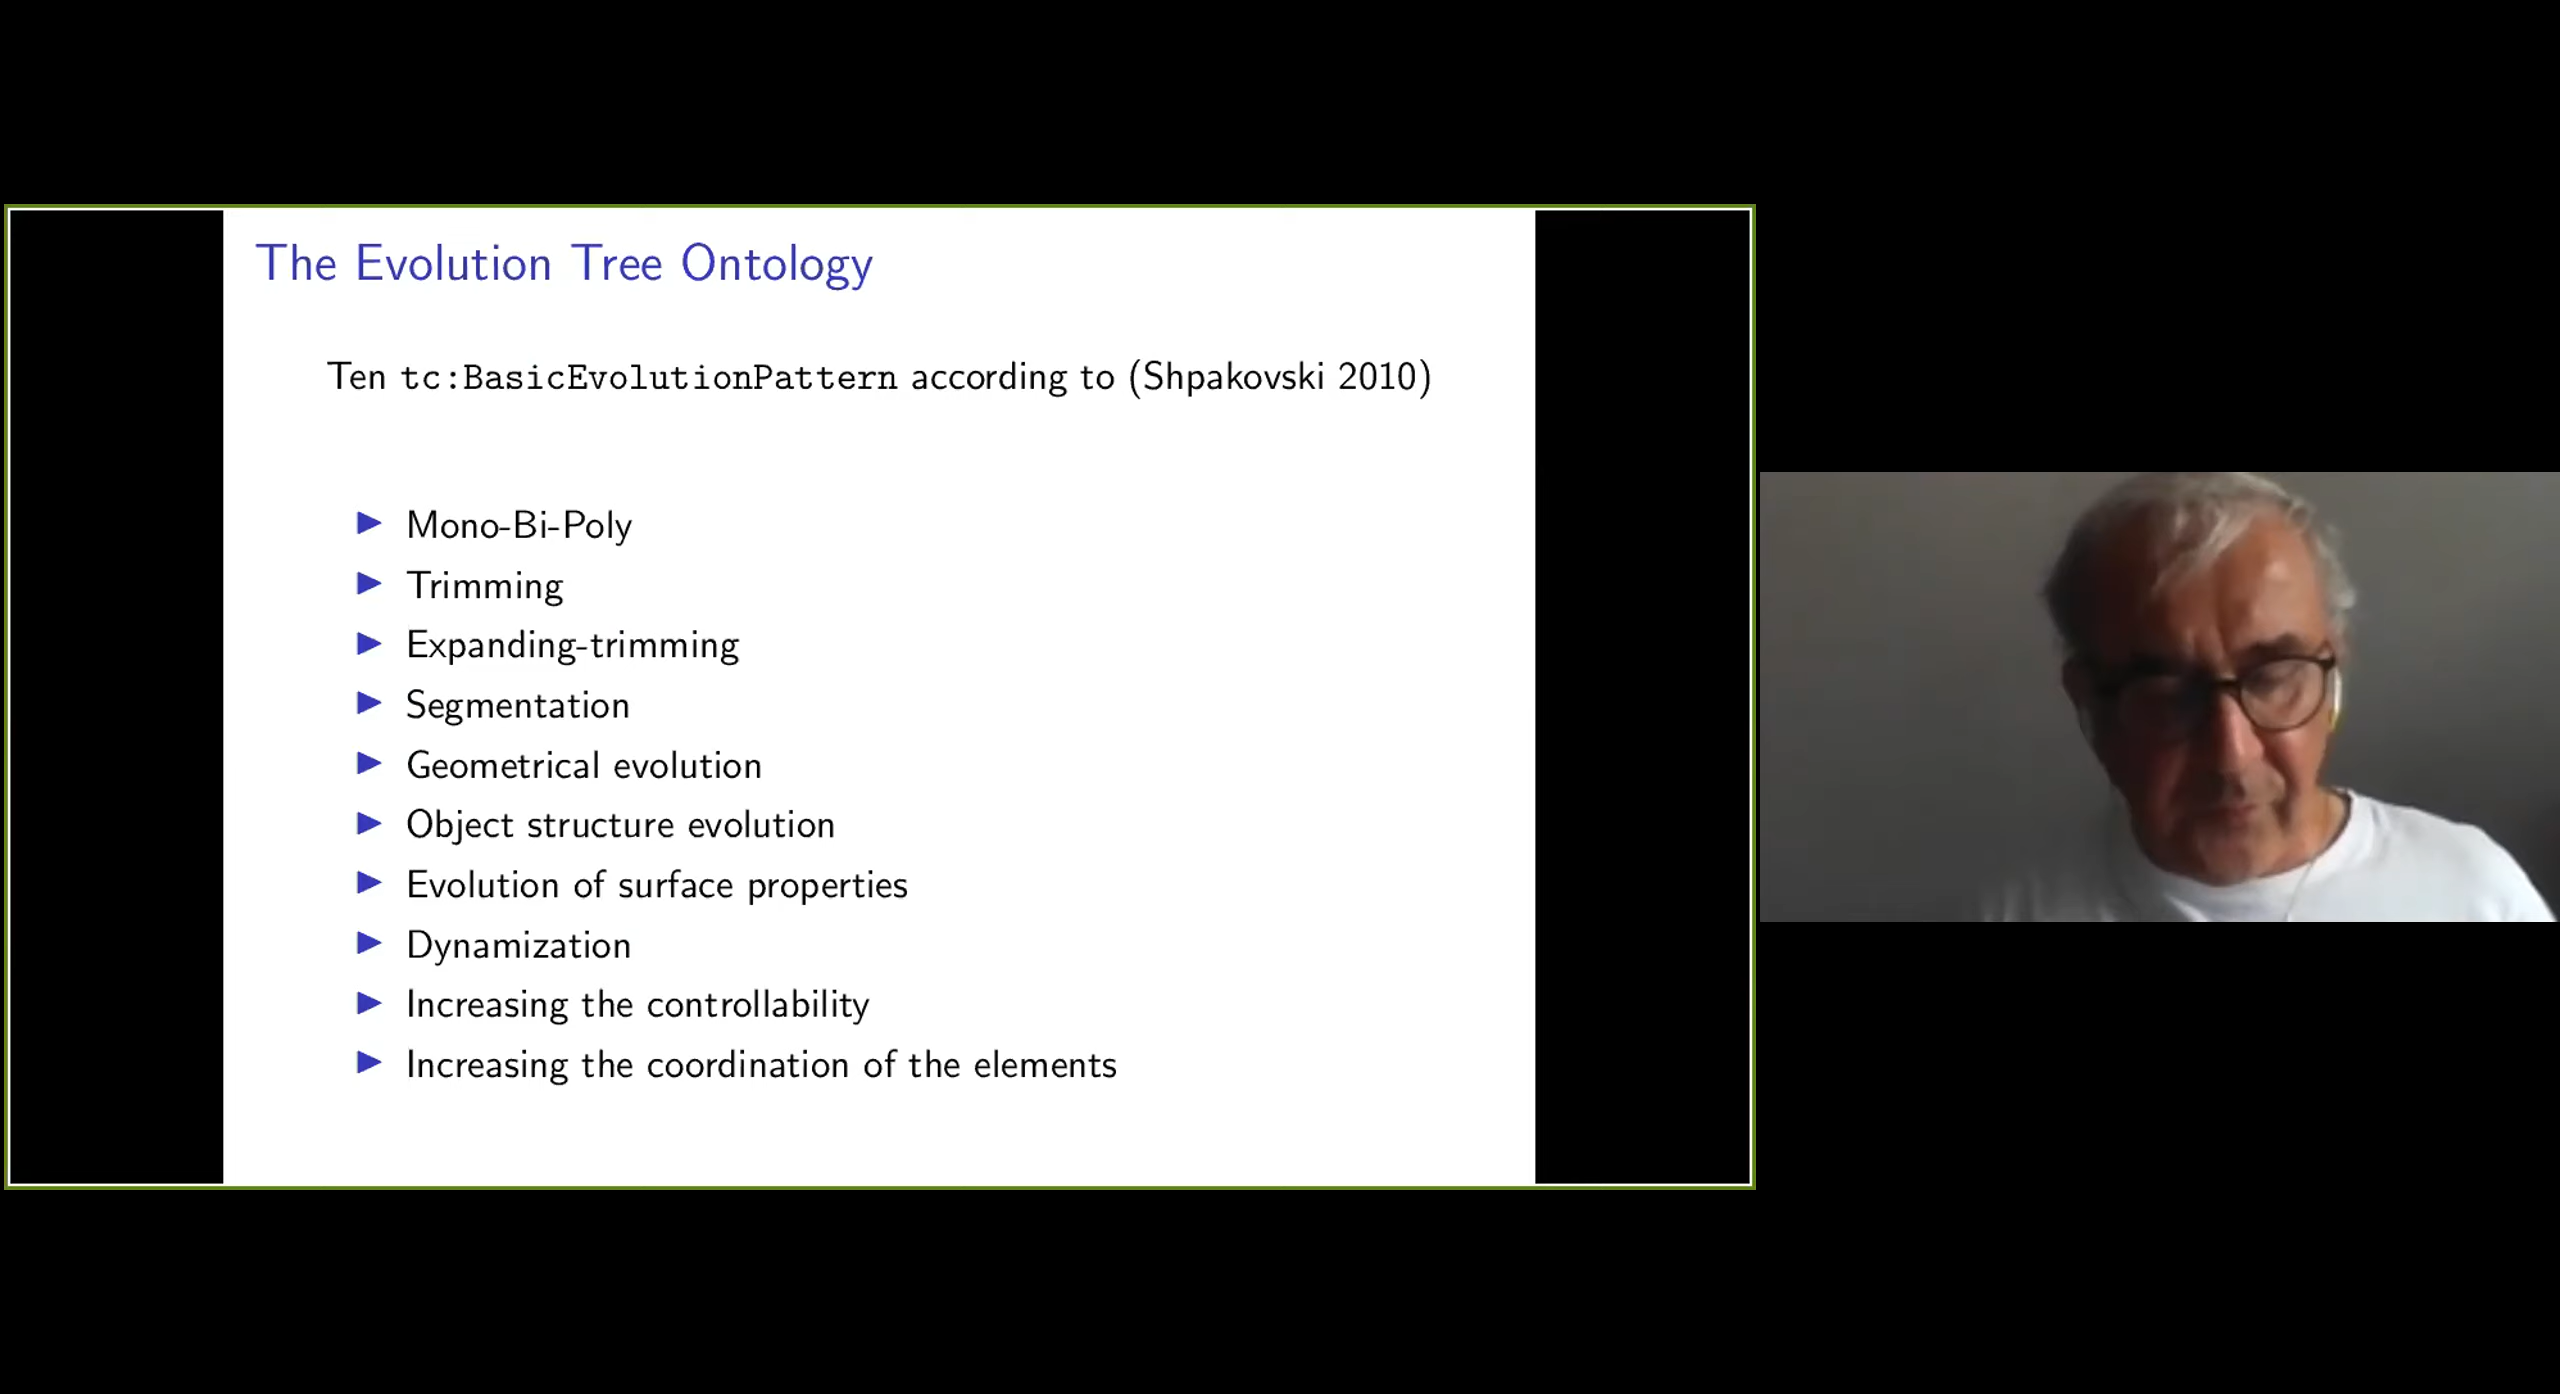 The Evolution Tree Ontology
Ten tc:BasicEvolutionPattern according to (Shpakovski 2010)
Mono-Bi-Poly
Trimming
Expanding-trimming
Segmentation
Geometrical evolution
Object structure evolution
Evolution of surface properties
Dynamization
Increasing the controllability
Increasing the coordination of the elements